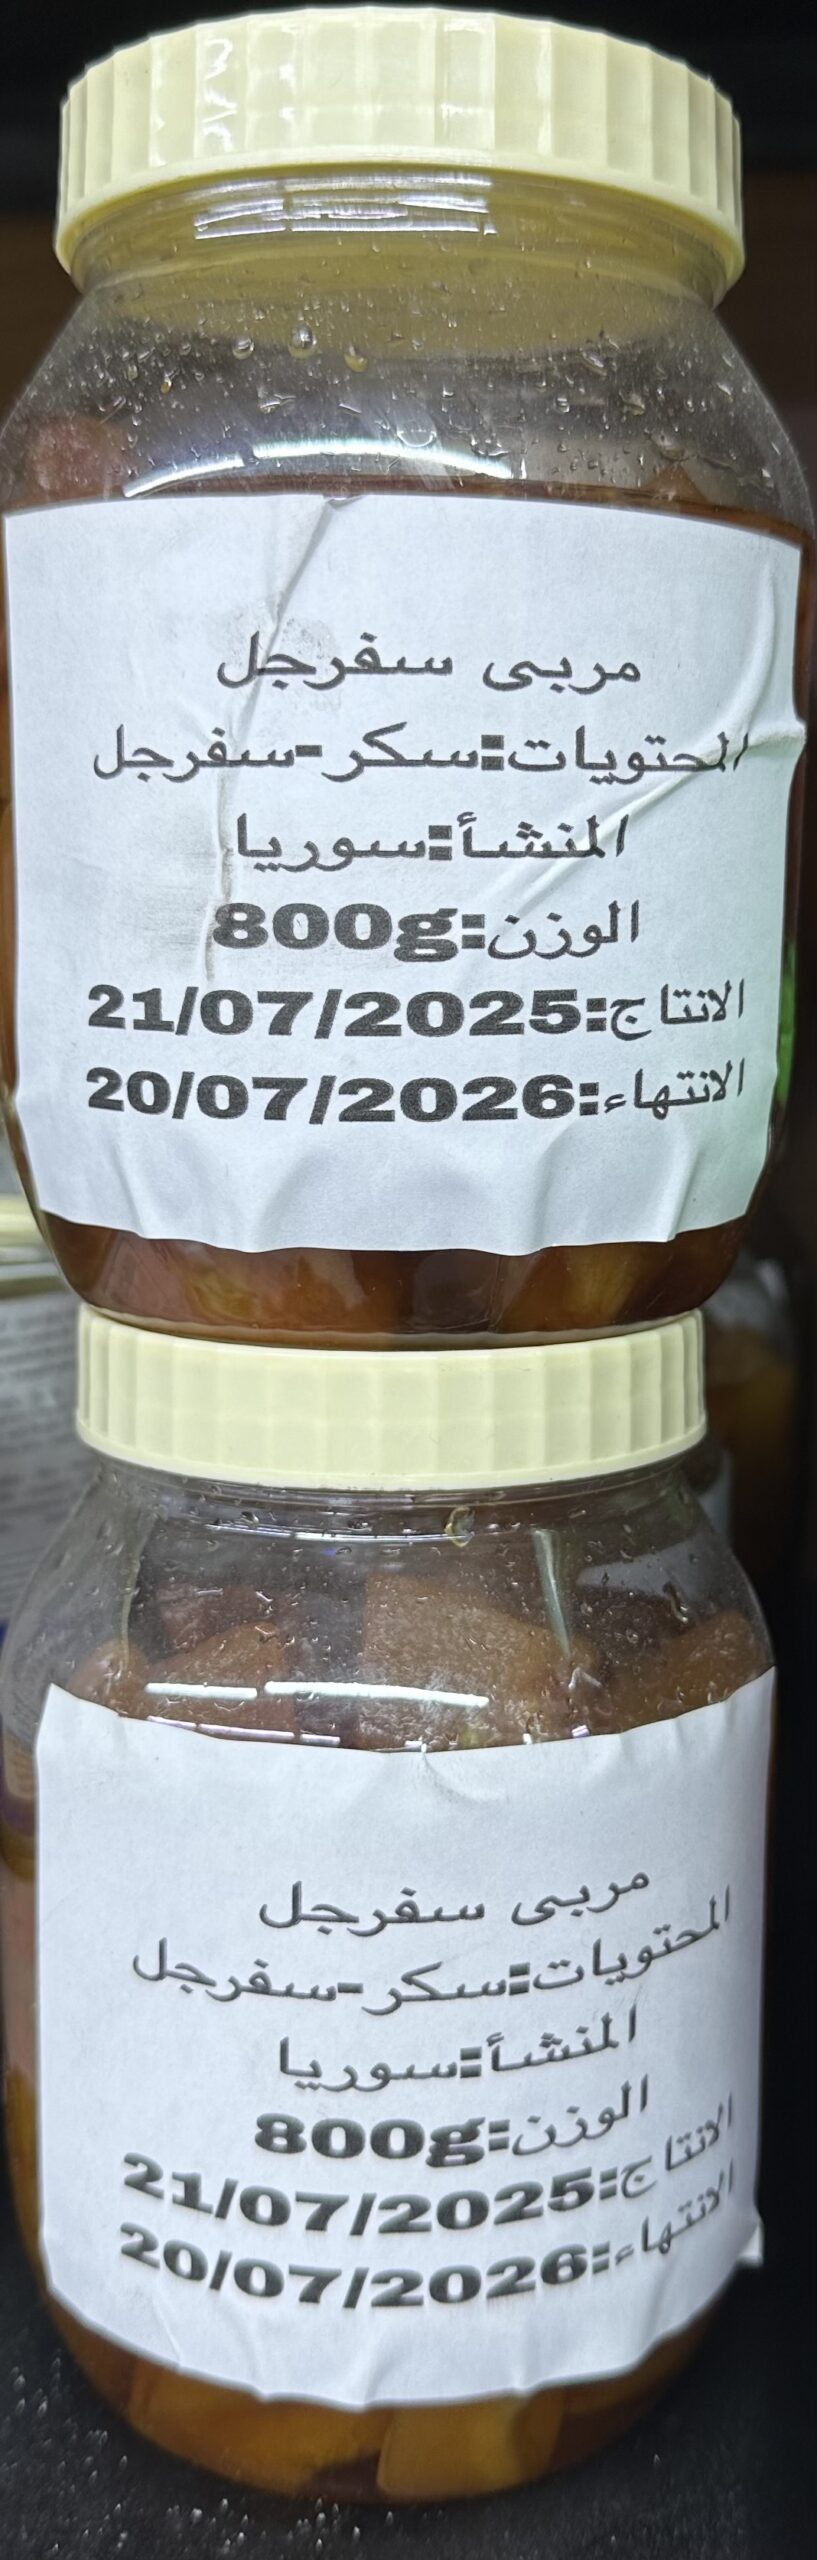 مربى سفرجل
المحتويات:سكر-سفرجل
المنشأ:سوريا
الوزن:800g
الانتاج:21/07/2025
الانتهاء:20/07/2026
مربى سفرجل
المحتويات:سكر-سفرجل
المنشأ:سوريا
الوزن:800g
الانتاج:21/07/2025
الانتهاء:20/07/2026